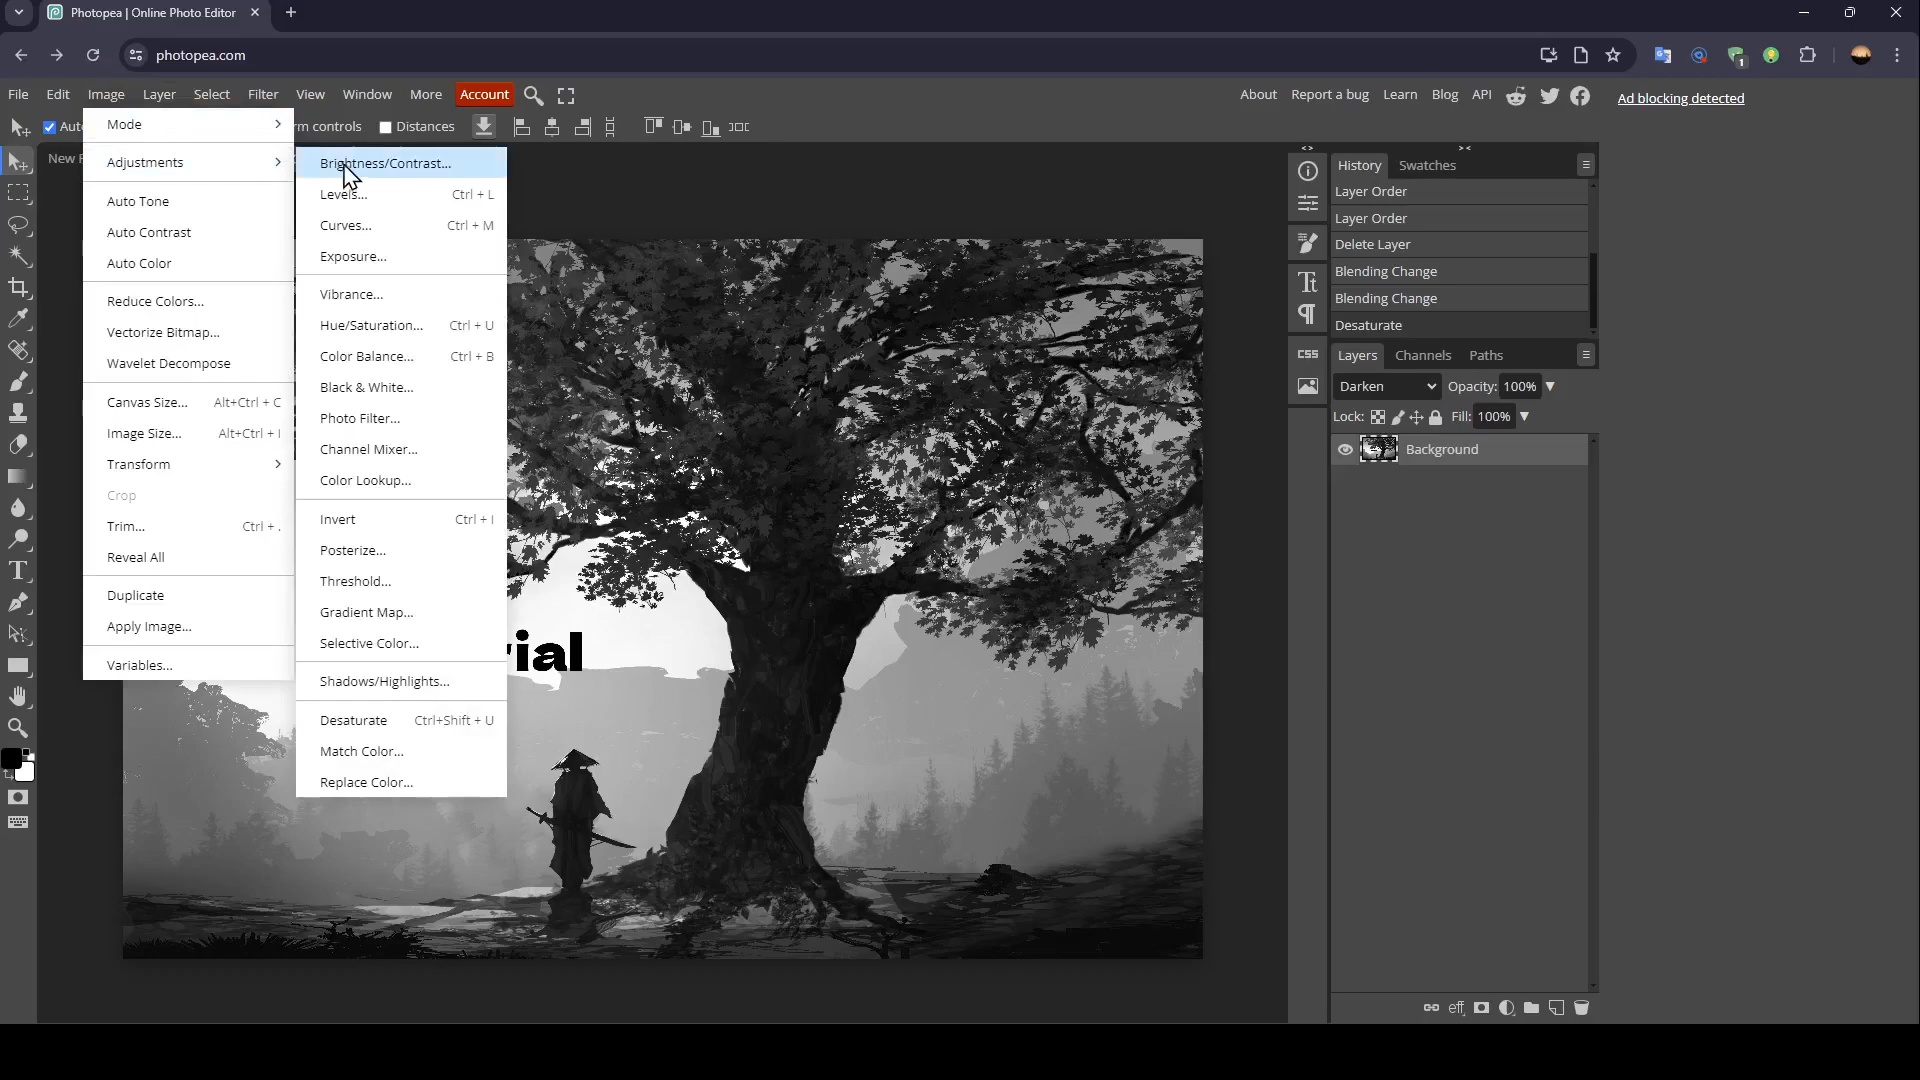 Photopea | Online Photo Editor
photopea.com
1
File Edit Image Layer Select Filter View Window More Account
About Report a bug Learn Blog API
Ad blocking detected
Distances
Mode
Adjustments
Auto Tone
Auto Contrast
Auto Color
Reduce Colors...
Vectorize Bitmap...
Wavelet Decompose
Canvas Size... Alt+Ctrl + C
Image Size... Alt+Ctrl + I
Transform
Crop
Trim... Ctrl + .
Reveal All
Duplicate
Apply Image...
Variables...
Brightness/Contrast...
Levels... Ctrl + L
Curves... Ctrl + M
Exposure...
Vibrance...
Hue/Saturation... Ctrl + U
Color Balance... Ctrl + B
Black & White...
Photo Filter...
Channel Mixer...
Color Lookup...
Invert Ctrl + I
Posterize...
Threshold...
Gradient Map...
Selective Color...
Shadows/Highlights...
Desaturate Ctrl+Shift + U
Match Color...
Replace Color...
History Swatches
Layer Order
Layer Order
Delete Layer
Blending Change
Blending Change
Desaturate
CSS
Layers Channels Paths
Darken Opacity: 100%
Lock: Fill: 100%
Background
eff